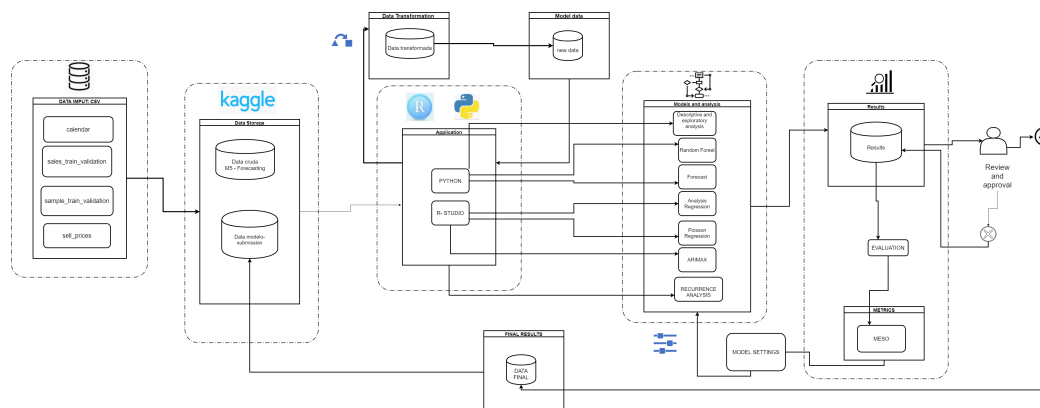 Data Transformation
Data transformada
Model data
new data
DATA IMPUT: CSV
calendar
sales_train_validation
sample_train_validation
sell_prices
kaggle
Data Storage
Data cruda
M5 - Forecasting
Data modelo-
submission
R
Application
PYTHON
R- STUDIO
Models and analysis
Descriptive and
exploratory
analysis
Random Forest
Forecast
Analysis
Regression
Poisson
Regression
ARIMAX
RECURRENCE
ANALYSIS
Results
Results
EVALUATION
METRICS
MESO
Review
and
approval
MODEL SETTINGS
FINAL RESULTS
DATA
FINAL